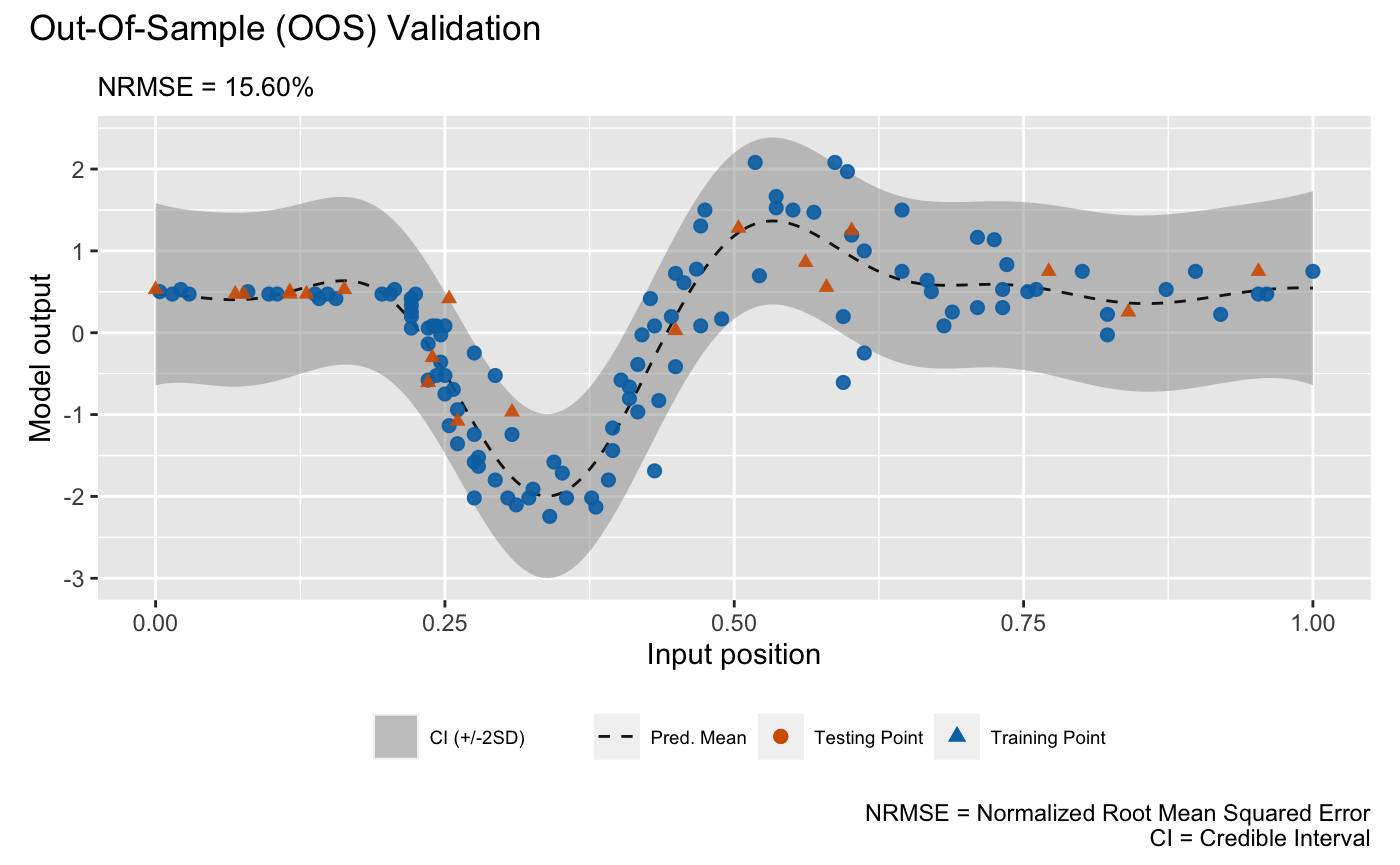 Out-Of-Sample (OOS) Validation
NRMSE = 15.60%
Model output
2
1
0
-1
-2
-3
0.00 0.25 0.50 0.75 1.00
Input position
CI (+/-2SD) Pred. Mean Testing Point Training Point
NRMSE = Normalized Root Mean Squared Error
CI = Credible Interval